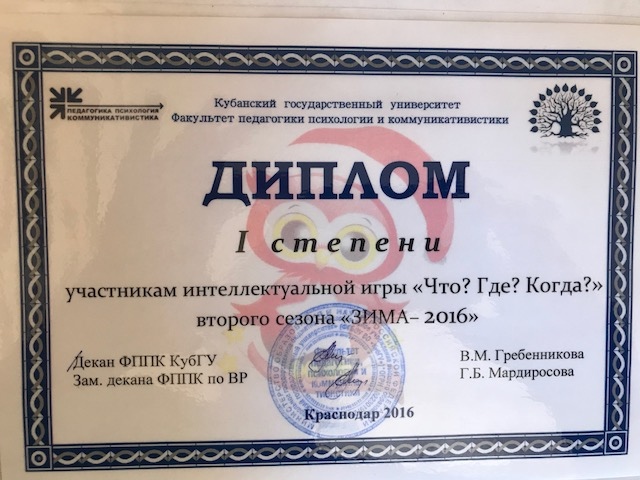 ПЕДАГОГИКА ПСИХОЛОГИЯ
КОММУНИКАТИВИСТИКА
Кубанский государственный университет
Факультет педагогики психологии и коммуникативистики
ДИПЛОМ
I степени
участникам интеллектуальной игры «Что? Где? Когда?»
второго сезона «ЗИМА– 2016»
Декан ФППК КубГУ
В.М. Гребенникова
Зам. декана ФППК по ВР
Г.Б. Мардиросова
Краснодар 2016